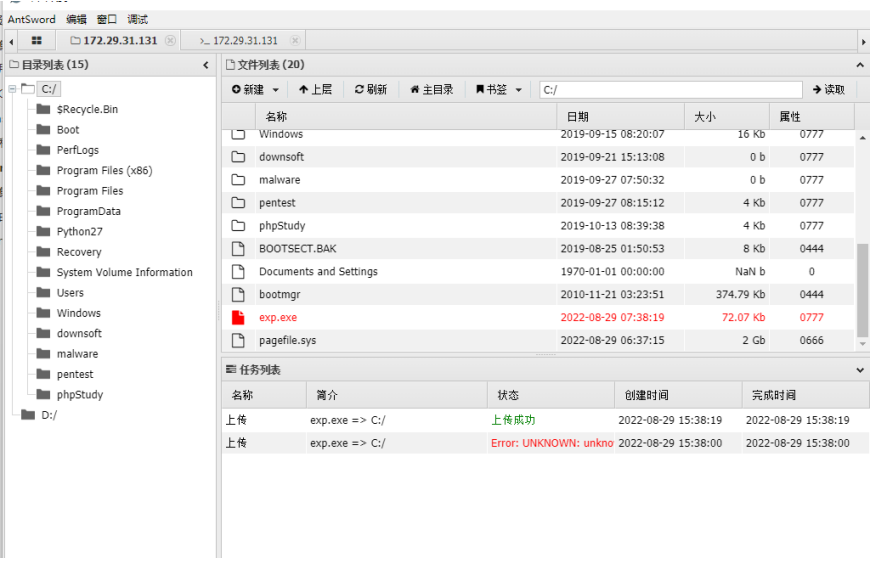 AntSword 编辑 窗口 调试
172.29.31.131 >_ 172.29.31.131
目录列表 (15)
C:/
$Recycle.Bin
Boot
PerfLogs
Program Files (x86)
Program Files
ProgramData
Python27
Recovery
System Volume Information
Users
Windows
downsoft
malware
pentest
phpStudy
D:/
文件列表 (20)
新建 上层 刷新 主目录 书签 C:/ 读取
名称 日期 大小 属性
Windows 2019-09-15 08:20:07 16 Kb 0777
downsoft 2019-09-21 15:13:08 0 b 0777
malware 2019-09-27 07:50:32 0 b 0777
pentest 2019-09-27 08:15:12 4 Kb 0777
phpStudy 2019-10-13 08:39:38 4 Kb 0777
BOOTSECT.BAK 2019-08-25 01:50:53 8 Kb 0444
Documents and Settings 1970-01-01 00:00:00 NaN b 0
bootmgr 2010-11-21 03:23:51 374.79 Kb 0444
exp.exe 2022-08-29 07:38:19 72.07 Kb 0777
pagefile.sys 2022-08-29 06:37:15 2 Gb 0666
任务列表
名称 简介 状态 创建时间 完成时间
上传 exp.exe => C:/ 上传成功 2022-08-29 15:38:19 2022-08-29 15:38:19
上传 exp.exe => C:/ Error: UNKNOWN: unkno 2022-08-29 15:38:00 2022-08-29 15:38:00